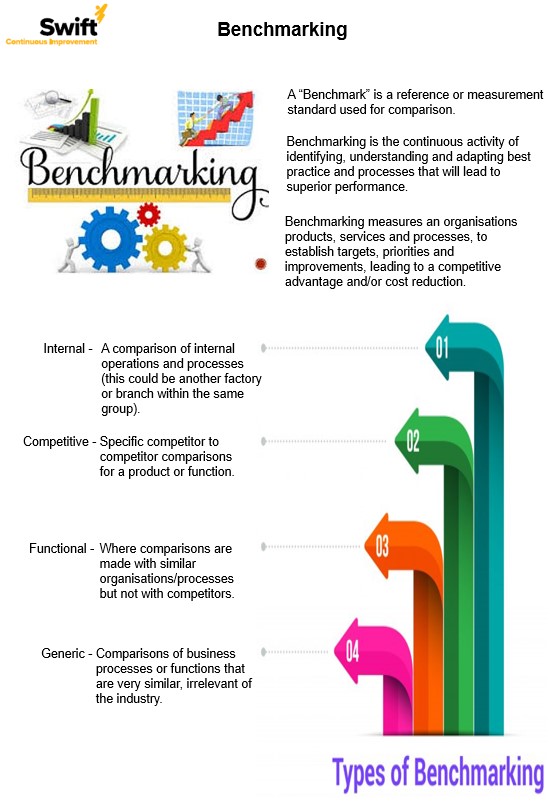 Swift
Continuous Improvement
Benchmarking
Benchmarking
A “Benchmark” is a reference or measurement
standard used for comparison.
Benchmarking is the continuous activity of
identifying, understanding and adapting best
practice and processes that will lead to
superior performance.
Benchmarking measures an organisations
products, services and processes, to
establish targets, priorities and
improvements, leading to a competitive
advantage and/or cost reduction.
Internal - A comparison of internal
operations and processes
(this could be another factory
or branch within the same
group).
01
Competitive - Specific competitor to
competitor comparisons
for a product or function.
02
Functional - Where comparisons are
made with similar
organisations/processes
but not with competitors.
03
Generic - Comparisons of business
processes or functions that
are very similar, irrelevant of
the industry.
04
Types of Benchmarking